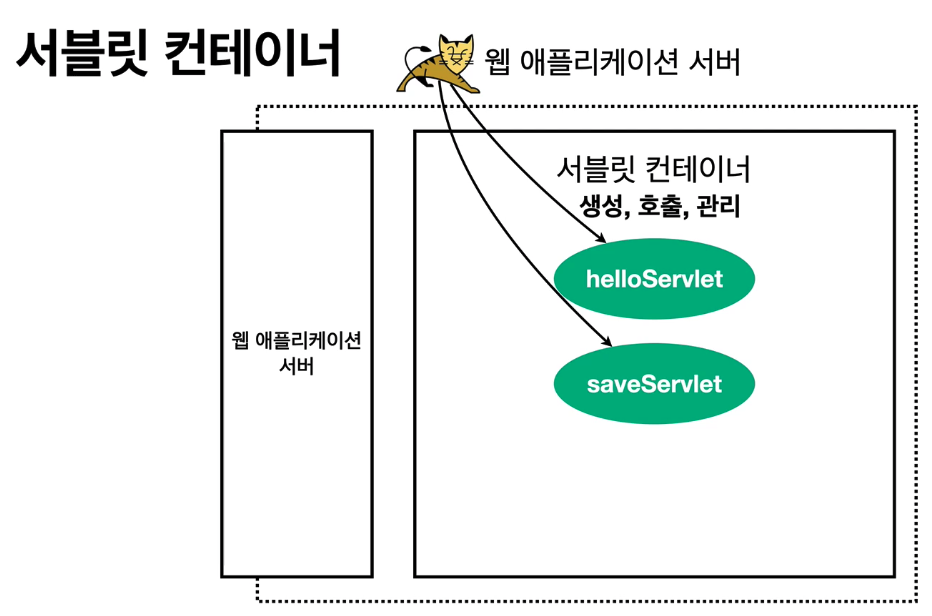 서블릿 컨테이너
웹 애플리케이션 서버
서블릿 컨테이너
생성, 호출, 관리
helloServlet
웹 애플리케이션
서버
saveServlet